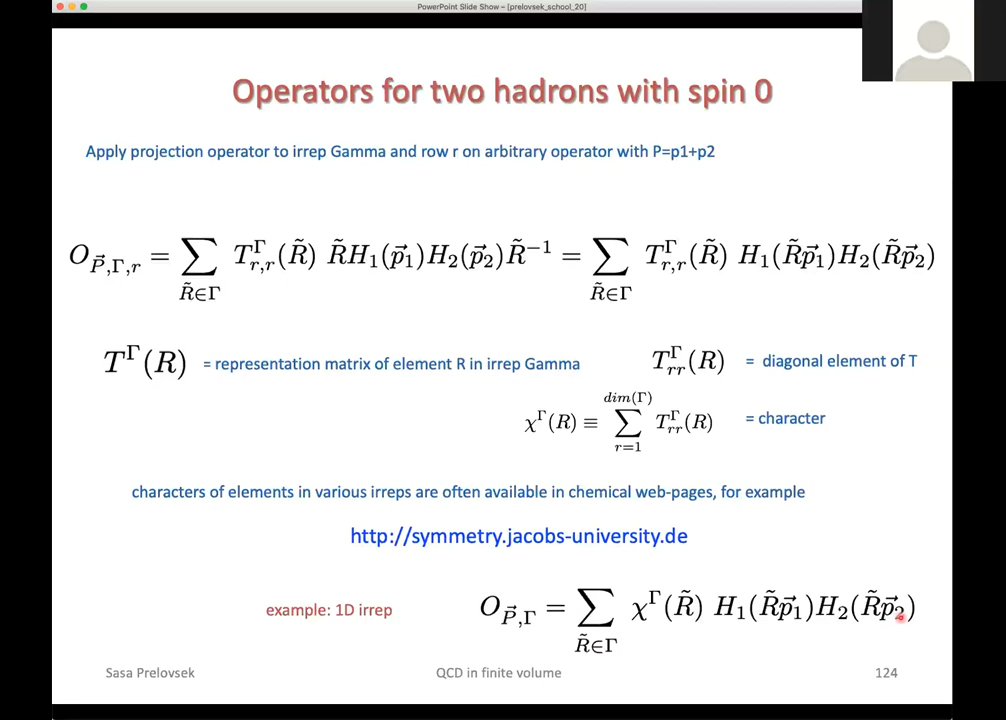 PowerPoint Slide Show – [prelovsek_school_20]
Operators for two hadrons with spin 0
Apply projection operator to irrep Gamma and row r on arbitrary operator with P=p1+p2
$O_{\vec{P},\Gamma,r} = \sum_{\tilde{R}\in\Gamma} T^{\Gamma}_{r,r}(\tilde{R})\ \tilde{R}H_1(\vec{p}_1)H_2(\vec{p}_2)\tilde{R}^{-1} = \sum_{\tilde{R}\in\Gamma} T^{\Gamma}_{r,r}(\tilde{R})\ H_1(\tilde{R}\vec{p}_1)H_2(\tilde{R}\vec{p}_2)$
$T^{\Gamma}(R)$ = representation matrix of element R in irrep Gamma $T^{\Gamma}_{rr}(R)$ = diagonal element of T
$\chi^{\Gamma}(R) \equiv \sum_{r=1}^{dim(\Gamma)} T^{\Gamma}_{rr}(R)$ = character
characters of elements in various irreps are often available in chemical web-pages, for example
http://symmetry.jacobs-university.de
example: 1D irrep $O_{\vec{P},\Gamma} = \sum_{\tilde{R}\in\Gamma} \chi^{\Gamma}(\tilde{R})\ H_1(\tilde{R}\vec{p}_1)H_2(\tilde{R}\vec{p}_2)$
Sasa Prelovsek QCD in finite volume 124